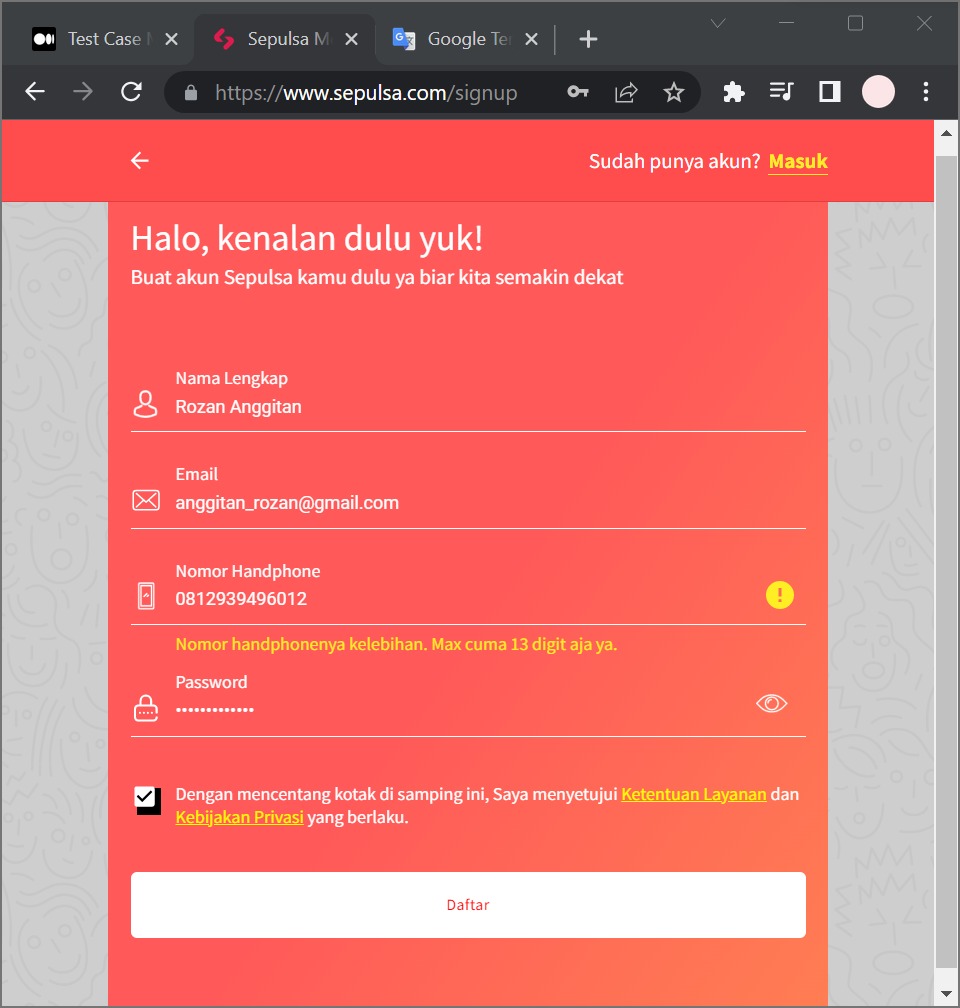 Test Case M
Sepulsa M
Google Te
https://www.sepulsa.com/signup
Sudah punya akun? Masuk
Halo, kenalan dulu yuk!
Buat akun Sepulsa kamu dulu ya biar kita semakin dekat
Nama Lengkap
Rozan Anggitan
Email
anggitan_rozan@gmail.com
Nomor Handphone
0812939496012
Nomor handphonenya kelebihan. Max cuma 13 digit aja ya.
Password
•••••••••••••
Dengan mencentang kotak di samping ini, Saya menyetujui Ketentuan Layanan dan
Kebijakan Privasi yang berlaku.
Daftar